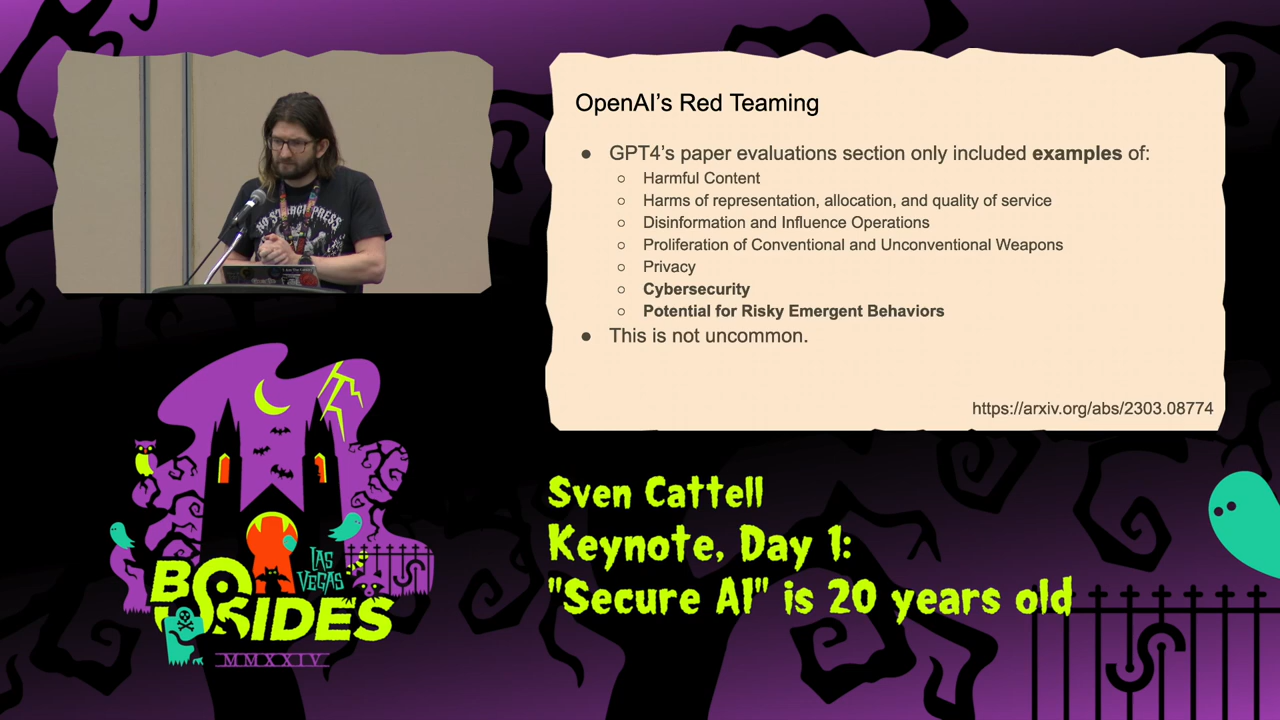 OpenAI's Red Teaming
● GPT4's paper evaluations section only included examples of:
○ Harmful Content
○ Harms of representation, allocation, and quality of service
○ Disinformation and Influence Operations
○ Proliferation of Conventional and Unconventional Weapons
○ Privacy
○ Cybersecurity
○ Potential for Risky Emergent Behaviors
● This is not uncommon.
https://arxiv.org/abs/2303.08774
NO STARCH PRESS
Sven Cattell
Keynote, Day 1:
"Secure AI" is 20 years old
LAS
VEGAS
BSIDES
MMXXIV